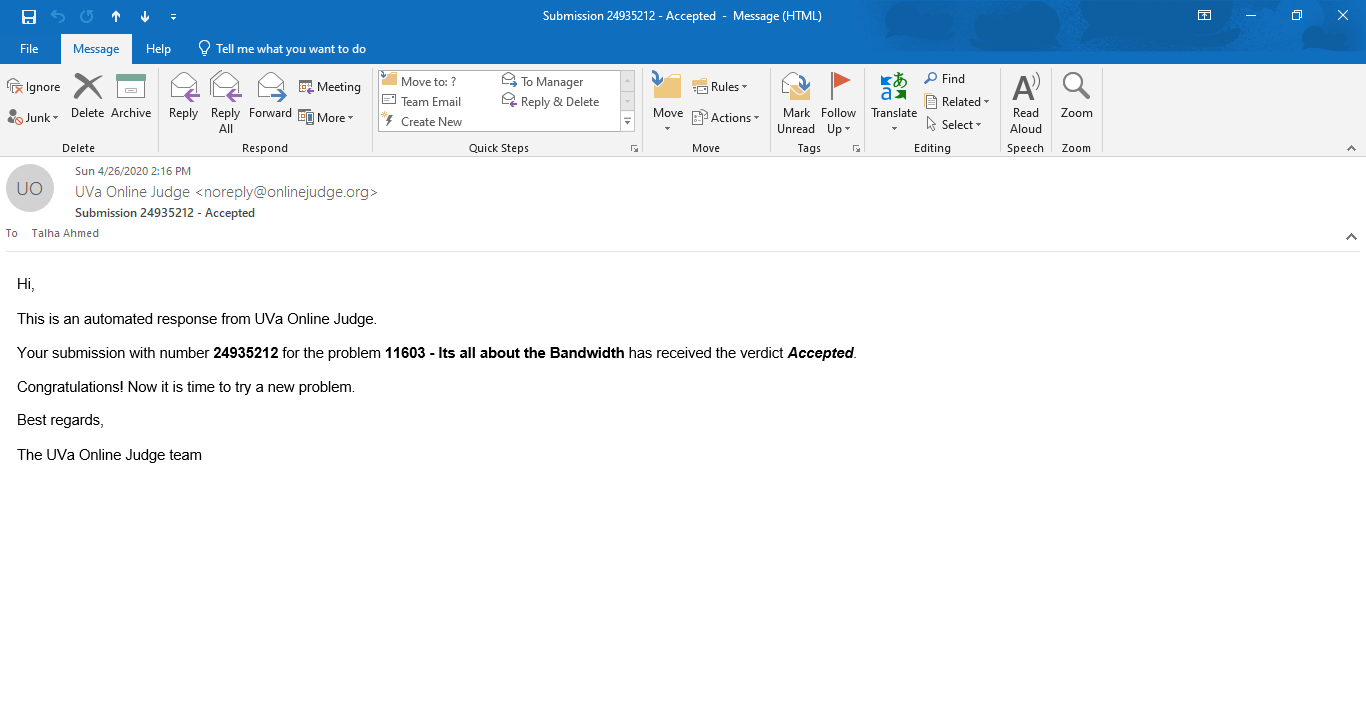 Submission 24935212 - Accepted - Message (HTML)
File Message Help Tell me what you want to do
Ignore
Junk
Delete
Archive
Delete
Reply
Reply All
Forward
Meeting
More
Respond
Move to: ?
To Manager
Team Email
Reply & Delete
Create New
Quick Steps
Move
Rules
Actions
Move
Mark Unread
Follow Up
Tags
Translate
Find
Related
Select
Editing
Read Aloud
Speech
Zoom
Zoom
UO
Sun 4/26/2020 2:16 PM
UVa Online Judge <noreply@onlinejudge.org>
Submission 24935212 - Accepted
To Talha Ahmed
Hi,
This is an automated response from UVa Online Judge.
Your submission with number 24935212 for the problem 11603 - Its all about the Bandwidth has received the verdict Accepted.
Congratulations! Now it is time to try a new problem.
Best regards,
The UVa Online Judge team